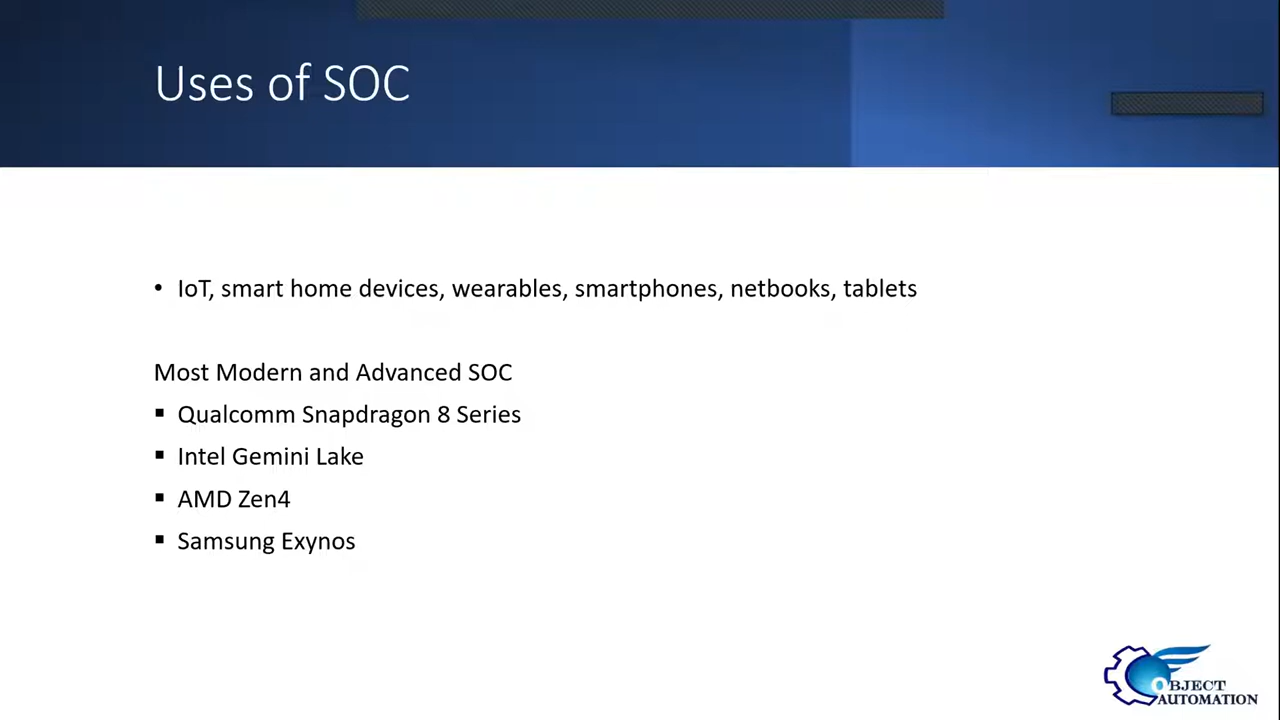 Uses of SOC
• IoT, smart home devices, wearables, smartphones, netbooks, tablets
Most Modern and Advanced SOC
▪ Qualcomm Snapdragon 8 Series
▪ Intel Gemini Lake
▪ AMD Zen4
▪ Samsung Exynos
OBJECT
AUTOMATION